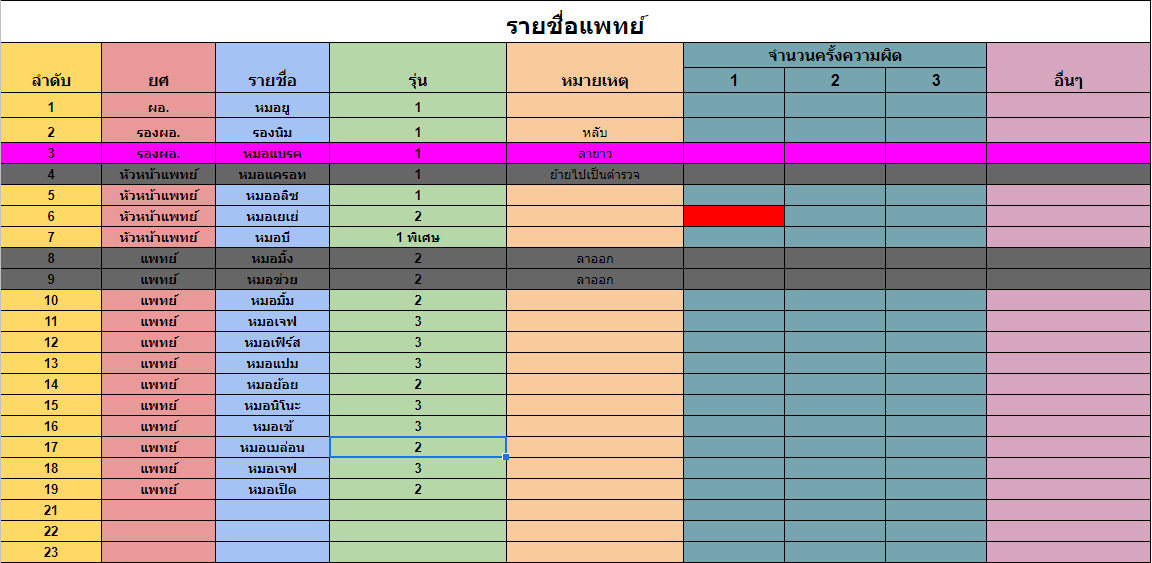 รายชื่อแพทย์
จำนวนครั้งความผิด
ลำดับ ยศ รายชื่อ รุ่น หมายเหตุ 1 2 3 อื่นๆ
1 ผอ. หมอยู 1
2 รองผอ. รองนิม 1 หลับ
3 รองผอ. หมอแบรค 1 ลายาว
4 หัวหน้าแพทย์ หมอแครอท 1 ย้ายไปเป็นตำรวจ
5 หัวหน้าแพทย์ หมออลิซ 1
6 หัวหน้าแพทย์ หมอเยเย่ 2
7 หัวหน้าแพทย์ หมอบี 1 พิเศษ
8 แพทย์ หมอมิ้ง 2 ลาออก
9 แพทย์ หมอช่วย 2 ลาออก
10 แพทย์ หมอมิ้ม 2
11 แพทย์ หมอเจฟ 3
12 แพทย์ หมอเฟิร์ส 3
13 แพทย์ หมอแปม 3
14 แพทย์ หมอย้อย 2
15 แพทย์ หมอนิโนะ 3
16 แพทย์ หมอเซ้ 3
17 แพทย์ หมอเมล่อน 2
18 แพทย์ หมอเจฟ 3
19 แพทย์ หมอเป็ด 2
21
22
23